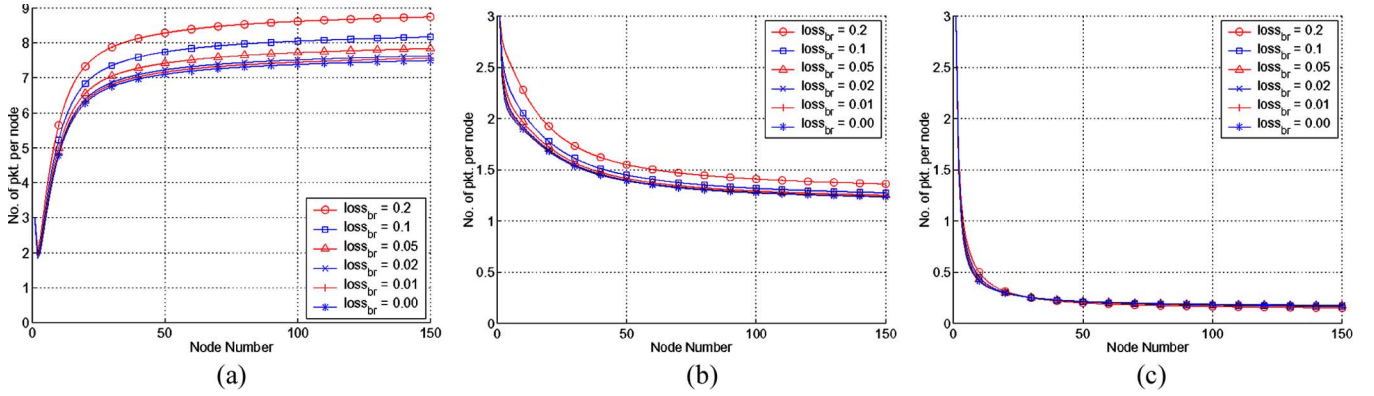 9
8
7
6
5
4
3
2
1
0
0
50
100
150
No. of pkt. per node
Node Number
loss_br = 0.2
loss_br = 0.1
loss_br = 0.05
loss_br = 0.02
loss_br = 0.01
loss_br = 0.00
(a)
3
2.5
2
1.5
1
0.5
0
0
50
100
150
No. of pkt. per node
Node Number
loss_br = 0.2
loss_br = 0.1
loss_br = 0.05
loss_br = 0.02
loss_br = 0.01
loss_br = 0.00
(b)
3
2.5
2
1.5
1
0.5
0
0
50
100
150
No. of pkt. per node
Node Number
loss_br = 0.2
loss_br = 0.1
loss_br = 0.05
loss_br = 0.02
loss_br = 0.01
loss_br = 0.00
(c)